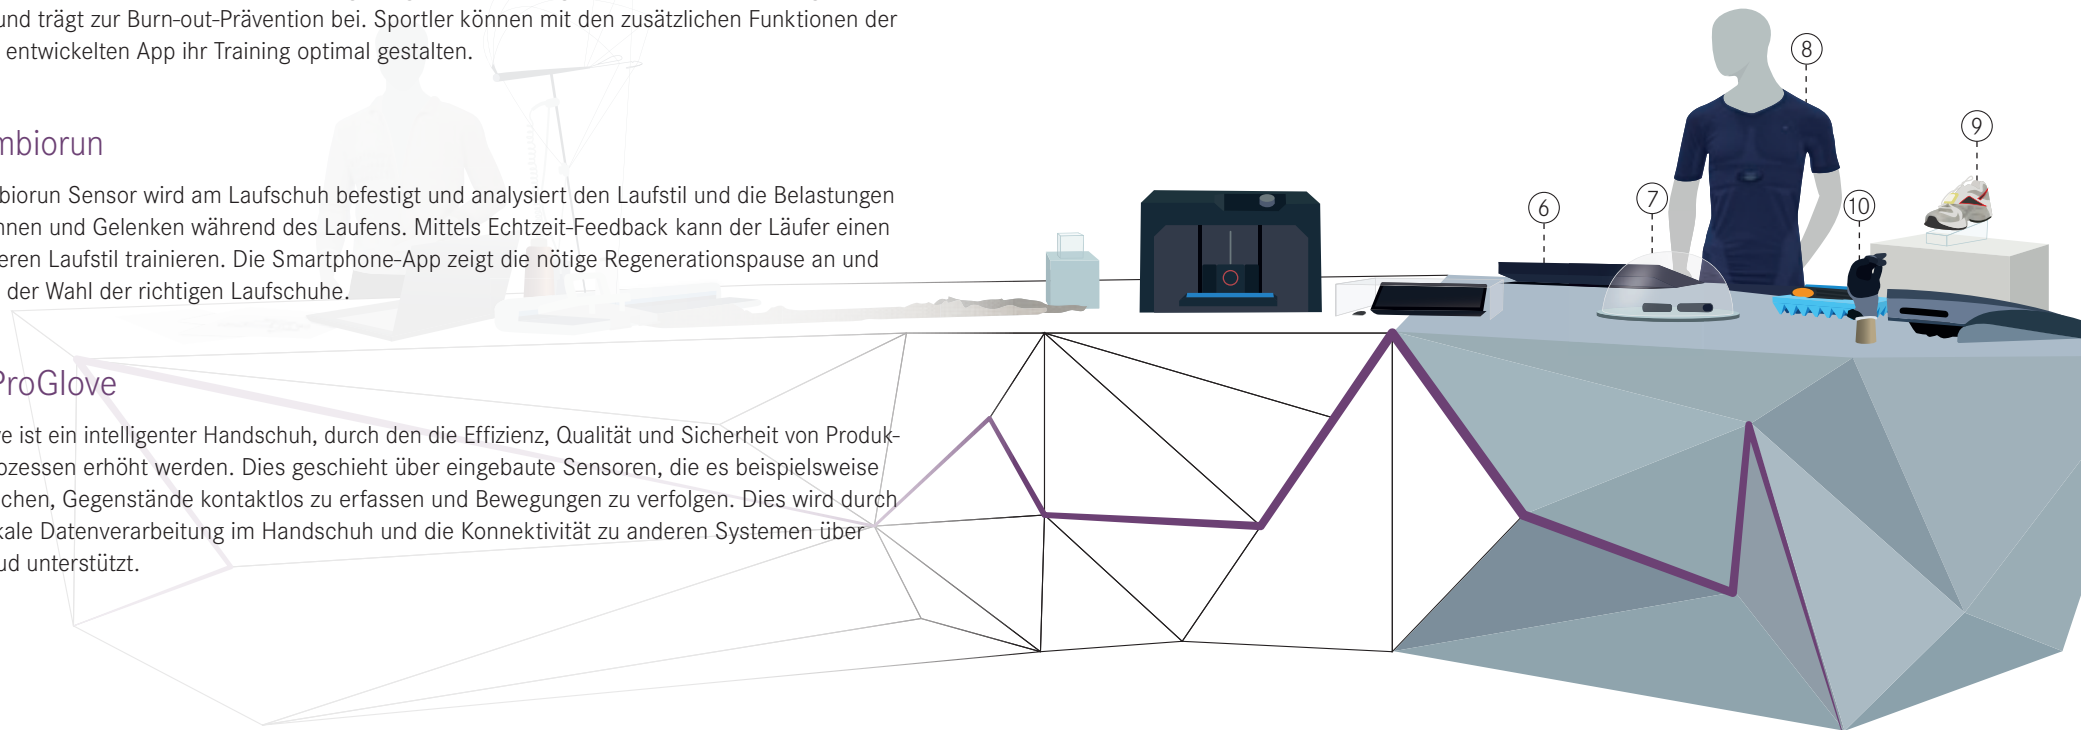 und trägt zur Burn-out-Prävention bei. Sportler können mit den zusätzlichen Funktionen der
entwickelten App ihr Training optimal gestalten.
mbiorun
biorun Sensor wird am Laufschuh befestigt und analysiert den Laufstil und die Belastungen
nnen und Gelenken während des Laufens. Mittels Echtzeit-Feedback kann der Läufer einen
eren Laufstil trainieren. Die Smartphone-App zeigt die nötige Regenerationspause an und
der Wahl der richtigen Laufschuhe.
ProGlove
e ist ein intelligenter Handschuh, durch den die Effizienz, Qualität und Sicherheit von Produk-
ozessen erhöht werden. Dies geschieht über eingebaute Sensoren, die es beispielsweise
chen, Gegenstände kontaktlos zu erfassen und Bewegungen zu verfolgen. Dies wird durch
kale Datenverarbeitung im Handschuh und die Konnektivität zu anderen Systemen über
ud unterstützt.
6
7
8
9
10